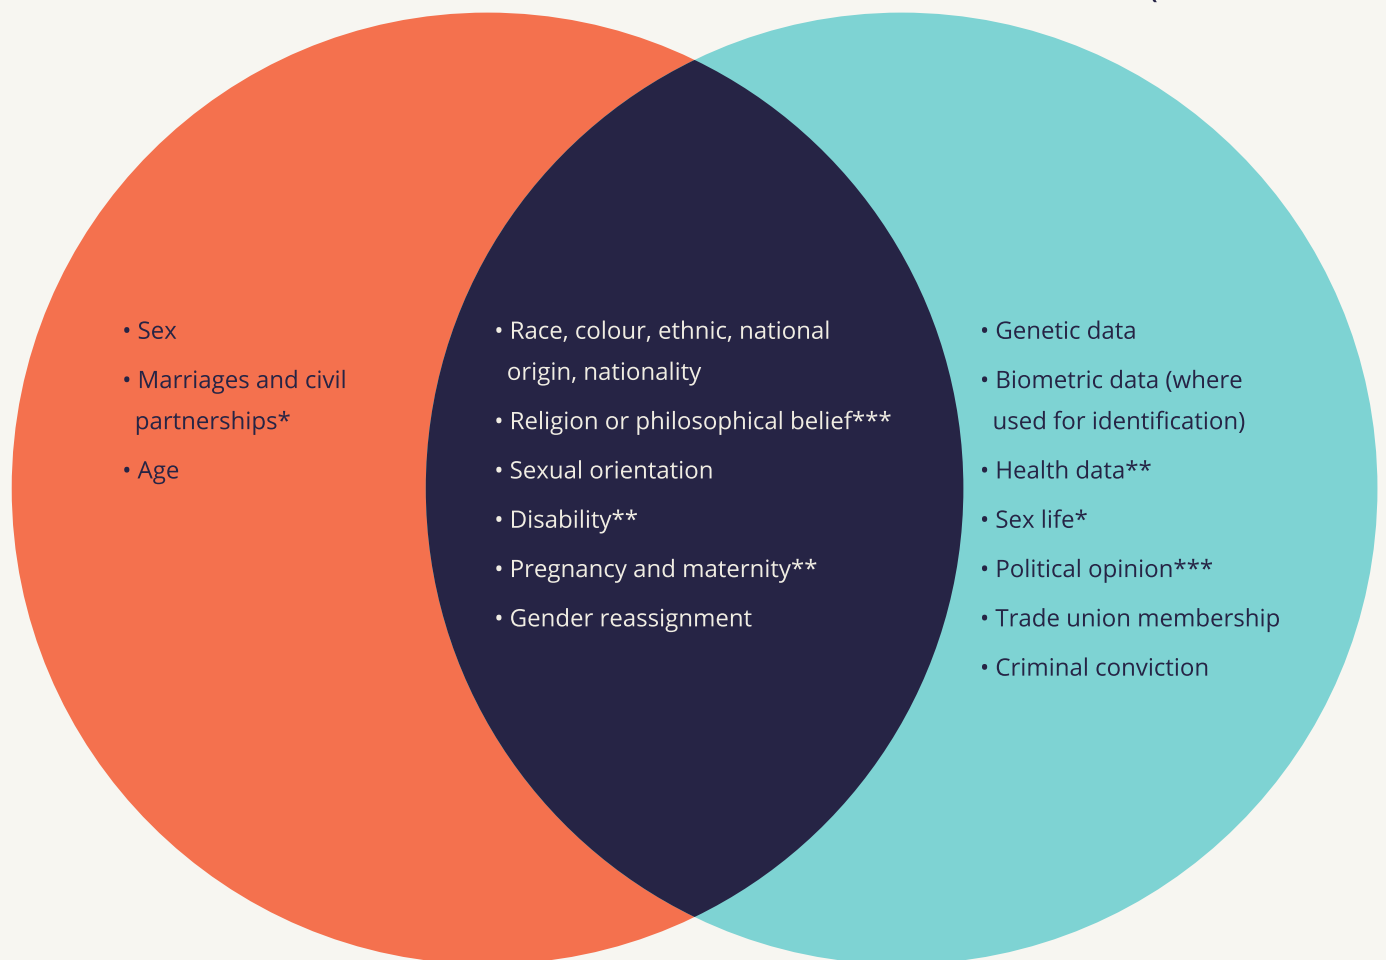 • Sex
• Marriages and civil
partnerships*
• Age
• Race, colour, ethnic, national
origin, nationality
• Religion or philosophical belief***
• Sexual orientation
• Disability**
• Pregnancy and maternity**
• Gender reassignment
• Genetic data
• Biometric data (where
used for identification)
• Health data**
• Sex life*
• Political opinion***
• Trade union membership
• Criminal conviction